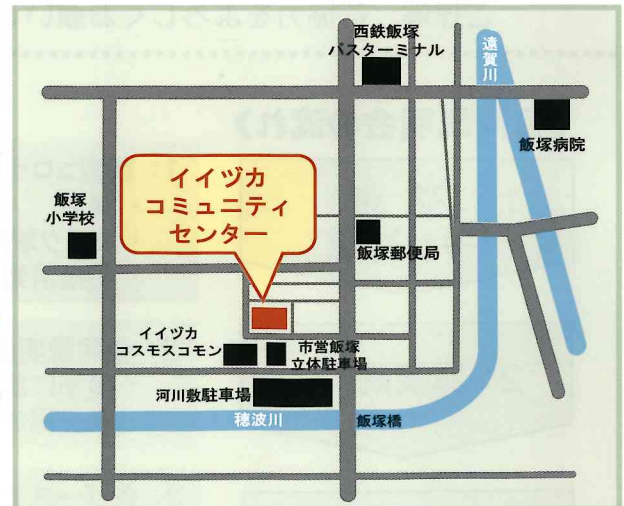 西鉄飯塚
バスターミナル
遠賀川
飯塚病院
イイヅカ
コミュニティ
センター
飯塚
小学校
飯塚郵便局
イイヅカ
コスモスコモン
市営飯塚
立体駐車場
河川敷駐車場
穂波川
飯塚橋